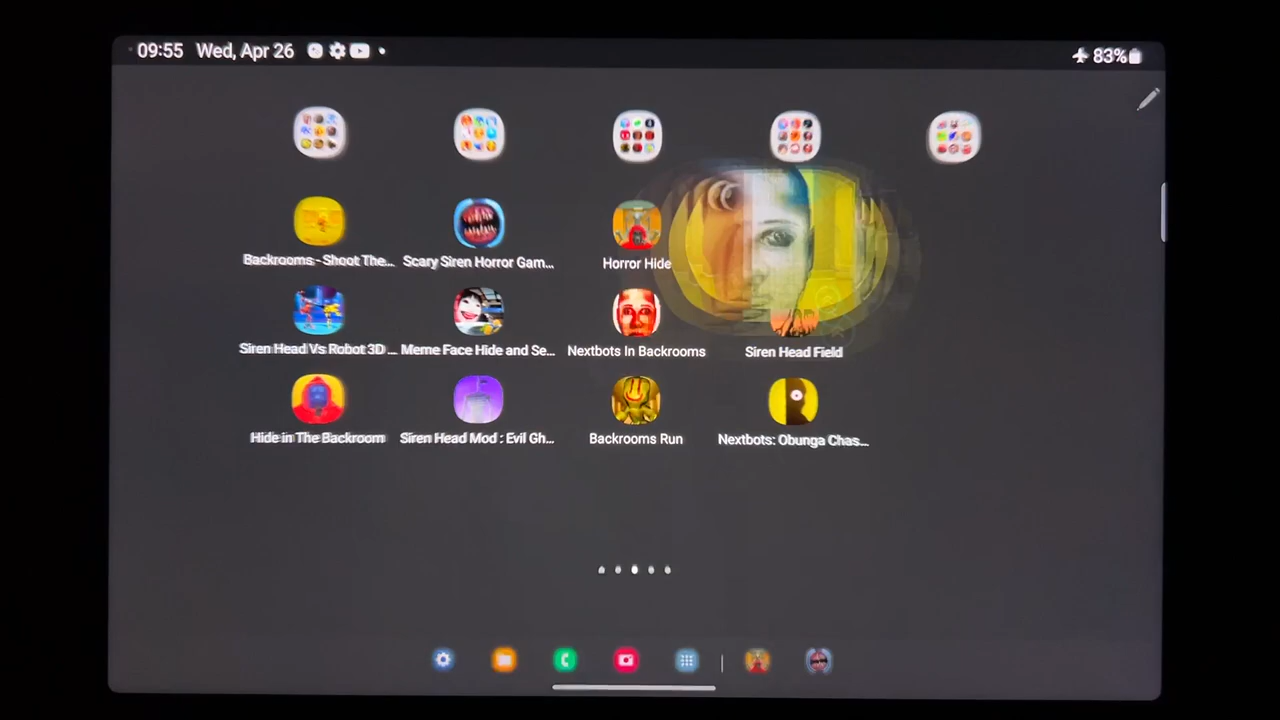 09:55 Wed, Apr 26
83%
Backrooms - Shoot The...
Scary Siren Horror Gam...
Horror Hide
Siren Head Vs Robot 3D ...
Meme Face Hide and Se...
Nextbots In Backrooms
Siren Head Field
Hide in The Backroom
Siren Head Mod : Evil Gh...
Backrooms Run
Nextbots: Obunga Chas...